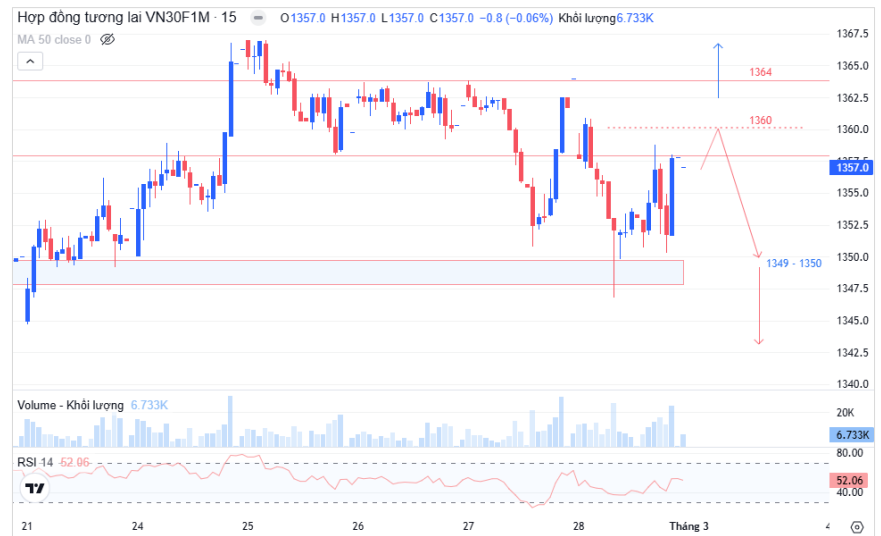 Hợp đồng tương lai VN30F1M · 15 O1357.0 H1357.0 L1357.0 C1357.0 −0.8 (−0.06%) Khối lượng6.733K
MA 50 close 0
1367.5
1365.0
1364
1362.5
1360
1360.0
1357.0
1355.0
1352.5
1349 - 1350
1350.0
1347.5
1345.0
1342.5
1340.0
Volume - Khối lượng 6.733K
20K
6.733K
RSI 14 52.06
80.00
52.06
40.00
21 24 25 26 27 28 Tháng 3